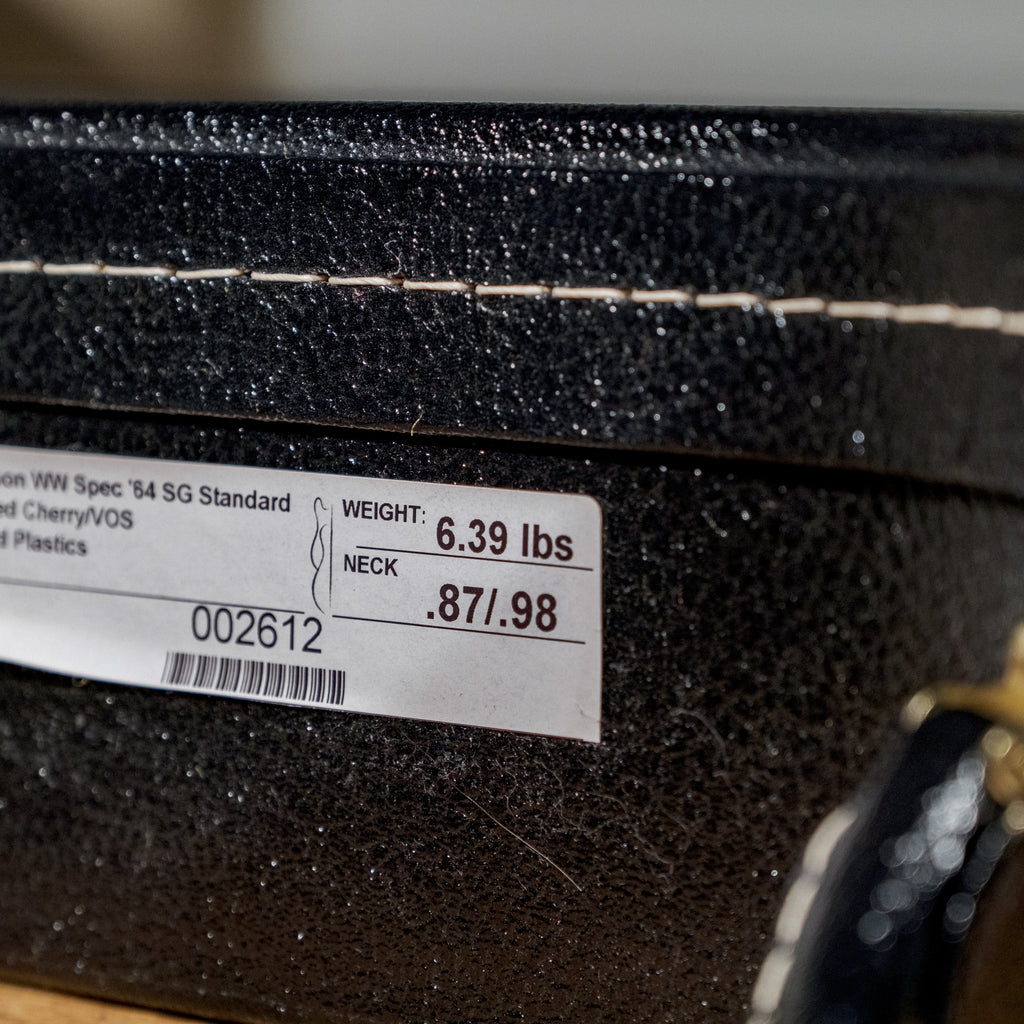 on WW Spec '64 SG Standard
ed Cherry/VOS
d Plastics
002612
WEIGHT: 6.39 lbs
NECK
.87/.98